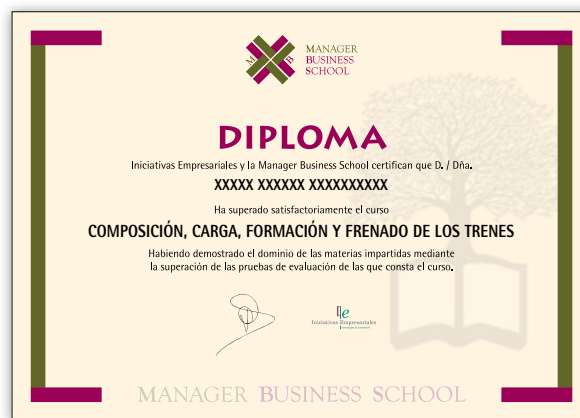 M B B
MANAGER
BUSINESS
SCHOOL
DIPLOMA
Iniciativas Empresariales y la Manager Business School certifican que D. / Dña.
XXXXX XXXXXX XXXXXXXXXX
Ha superado satisfactoriamente el curso
COMPOSICIÓN, CARGA, FORMACIÓN Y FRENADO DE LOS TRENES
Habiendo demostrado el dominio de las materias impartidas mediante
la superación de las pruebas de evaluación de las que consta el curso.
Iniciativas Empresariales
MANAGER BUSINESS SCHOOL